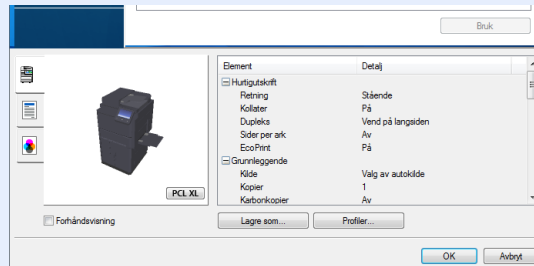 Bruk
Element Detalj
Hurtigutskrift
Retning Stående
Kollater På
Dupleks Vend på langsiden
Sider per ark Av
EcoPrint På
Grunnleggende
Kilde Valg av autokilde
Kopier 1
Karbonkopier Av
PCL XL
Forhåndsvisning Lagre som... Profiler...
OK Avbryt